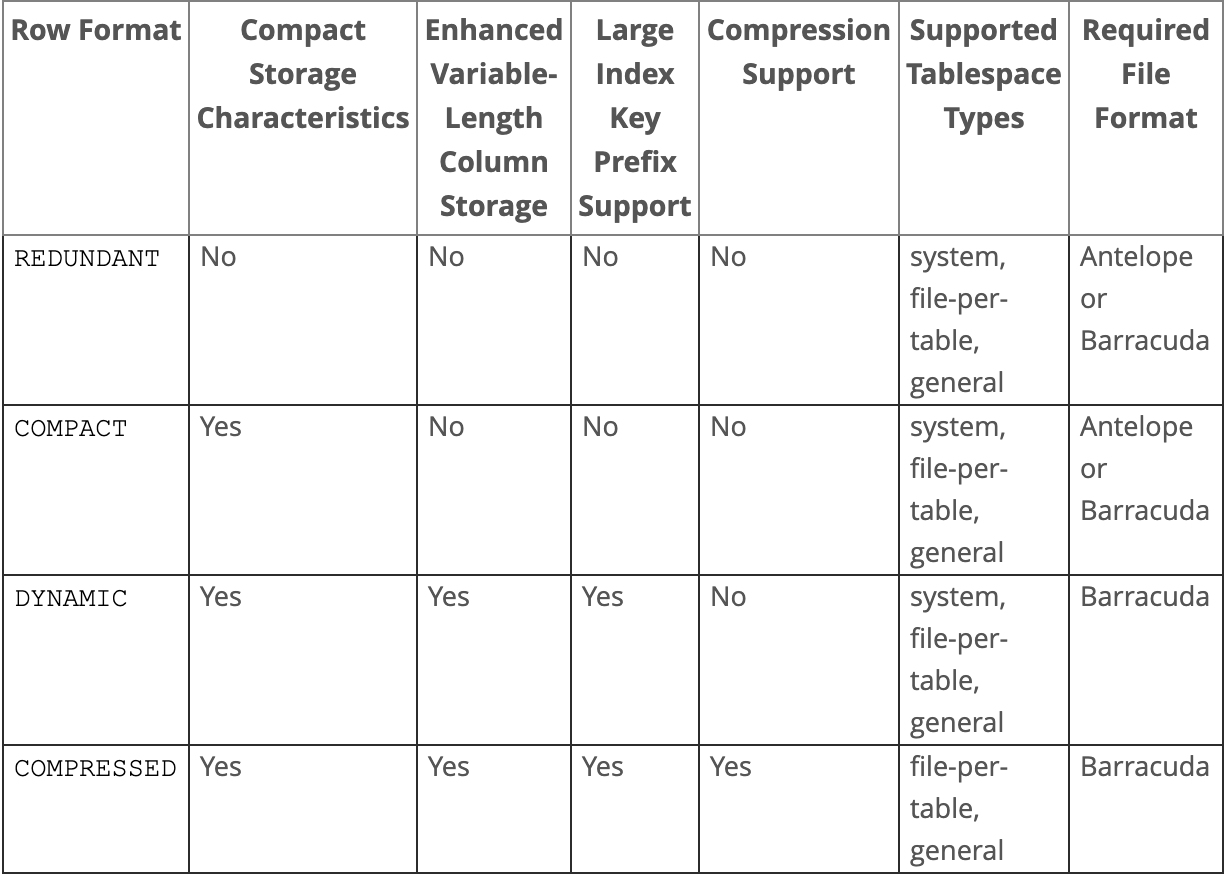 Row Format
Compact
Storage
Characteristics
Enhanced
Variable-
Length
Column
Storage
Large
Index
Key
Prefix
Support
Compression
Support
Supported
Tablespace
Types
Required
File
Format
REDUNDANT
No
No
No
No
system,
file-per-
table,
general
Antelope
or
Barracuda
COMPACT
Yes
No
No
No
system,
file-per-
table,
general
Antelope
or
Barracuda
DYNAMIC
Yes
Yes
Yes
No
system,
file-per-
table,
general
Barracuda
COMPRESSED
Yes
Yes
Yes
Yes
file-per-
table,
general
Barracuda